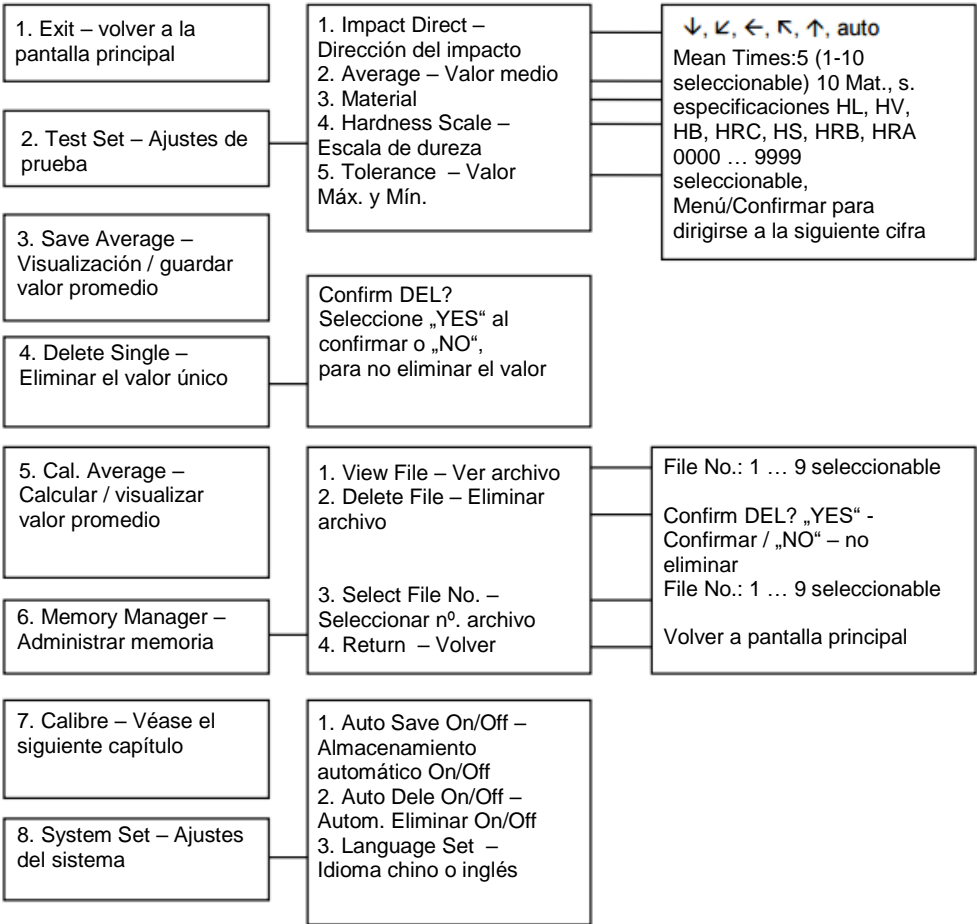 1. Exit – volver a la
pantalla principal
2. Test Set – Ajustes de
prueba
1. Impact Direct –
Dirección del impacto
2. Average – Valor medio
3. Material
4. Hardness Scale –
Escala de dureza
5. Tolerance – Valor
Máx. y Mín.
↓, ↙, ←, ↖, ↑, auto
Mean Times:5 (1-10
seleccionable) 10 Mat., s.
especificaciones HL, HV,
HB, HRC, HS, HRB, HRA
0000 … 9999
seleccionable,
Menú/Confirmar para
dirigirse a la siguiente cifra
3. Save Average –
Visualización / guardar
valor promedio
4. Delete Single –
Eliminar el valor único
Confirm DEL?
Seleccione „YES“ al
confirmar o „NO“,
para no eliminar el valor
5. Cal. Average –
Calcular / visualizar
valor promedio
6. Memory Manager –
Administrar memoria
1. View File – Ver archivo
2. Delete File – Eliminar
archivo
3. Select File No. –
Seleccionar nº. archivo
4. Return – Volver
File No.: 1 … 9 seleccionable
Confirm DEL? „YES“ -
Confirmar / „NO“ – no
eliminar
File No.: 1 … 9 seleccionable
Volver a pantalla principal
7. Calibre – Véase el
siguiente capítulo
8. System Set – Ajustes
del sistema
1. Auto Save On/Off –
Almacenamiento
automático On/Off
2. Auto Dele On/Off –
Autom. Eliminar On/Off
3. Language Set –
Idioma chino o inglés